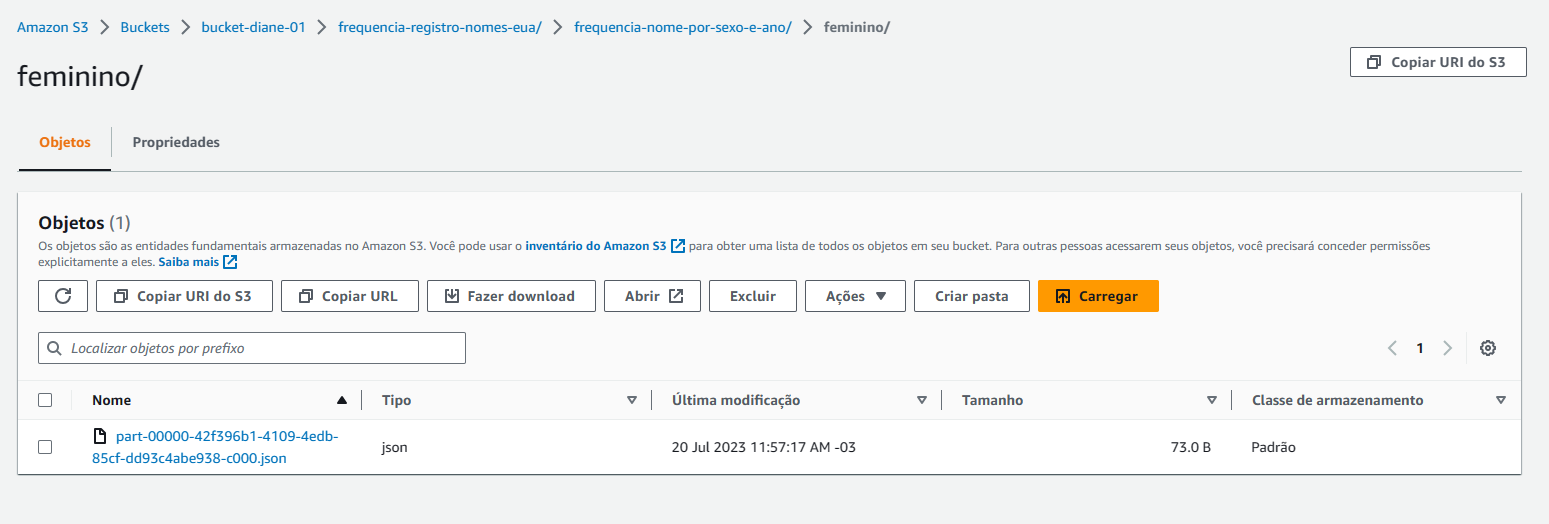 Amazon S3 > Buckets > bucket-diane-01 > frequencia-registro-nomes-eua/ > frequencia-nome-por-sexo-e-ano/ > feminino/
feminino/
Copiar URI do S3
Objetos
Propriedades
Objetos (1)
Os objetos são as entidades fundamentais armazenadas no Amazon S3. Você pode usar o inventário do Amazon S3 para obter uma lista de todos os objetos em seu bucket. Para outras pessoas acessarem seus objetos, você precisará conceder permissões
explicitamente a eles. Saiba mais
Copiar URI do S3 Copiar URL Fazer download Abrir Excluir Ações Criar pasta Carregar
Localizar objetos por prefixo
1
Nome Tipo Última modificação Tamanho Classe de armazenamento
part-00000-42f396b1-4109-4edb-
85cf-dd93c4abe938-c000.json
json 20 Jul 2023 11:57:17 AM -03 73.0 B Padrão